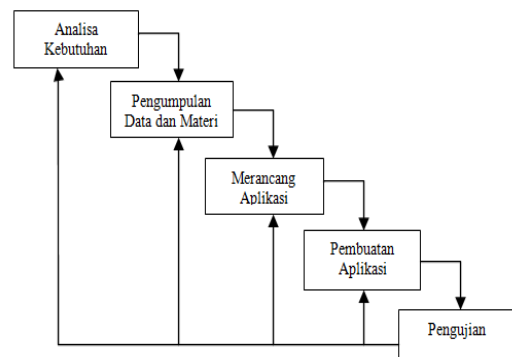 Analisa
Kebutuhan
Pengumpulan
Data dan Materi
Merancang
Aplikasi
Pembuatan
Aplikasi
Pengujian